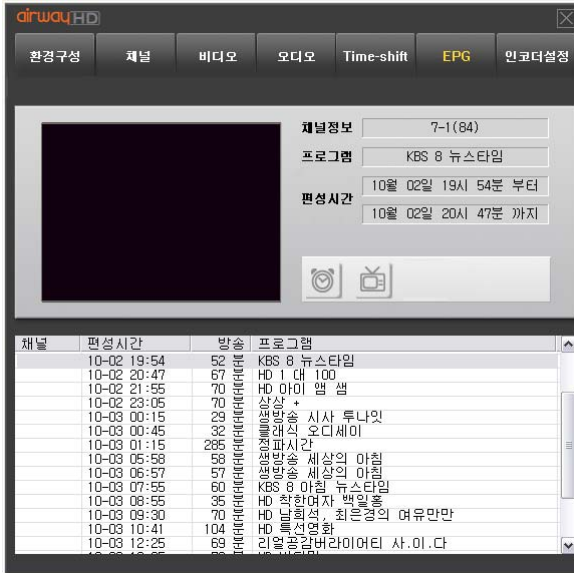 airwayHD
환경구성 채널 비디오 오디오 Time-shift EPG 인코더설정
채널정보 7-1(84)
프로그램 KBS 8 뉴스타임
편성시간 10월 02일 19시 54분 부터
10월 02일 20시 47분 까지
채널 편성시간 방송 프로그램
10-02 19:54 52 분 KBS 8 뉴스타임
10-02 20:47 67 분 HD 1 대 100
10-02 21:55 70 분 HD 아이 앰 샘
10-02 23:05 70 분 상상 +
10-03 00:15 29 분 생방송 시사 투나잇
10-03 00:45 32 분 클래식 오디세이
10-03 01:15 285 분 정파시간
10-03 05:58 58 분 생방송 세상의 아침
10-03 06:57 57 분 생방송 세상의 아침
10-03 07:55 60 분 KBS 8 아침 뉴스타임
10-03 08:55 35 분 HD 착한여자 백일홍
10-03 09:30 70 분 HD 남희석, 최은경의 여유만만
10-03 10:41 104 분 HD 특선영화
10-03 12:25 69 분 리얼공감버라이어티 사.이.다